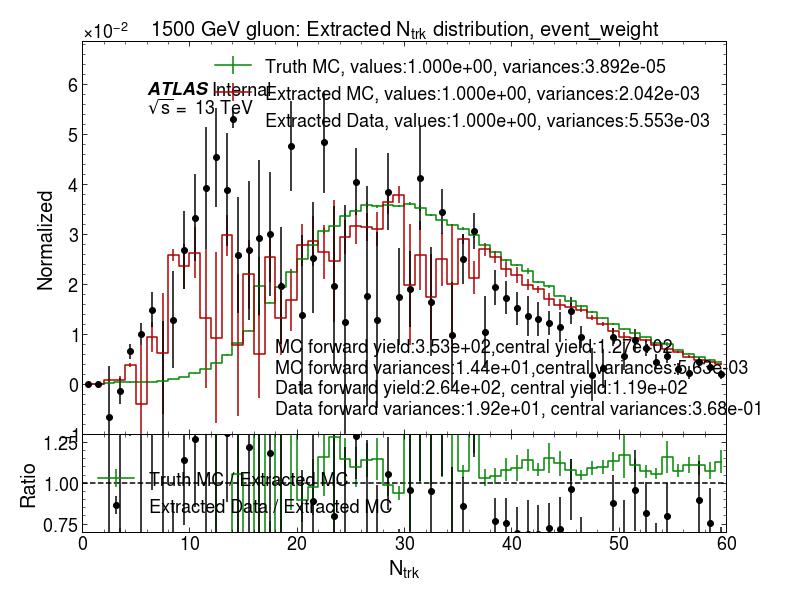 ×10⁻² 1500 GeV gluon: Extracted N_trk distribution, event_weight
Truth MC, values:1.000e+00, variances:3.892e-05
ATLAS Internal
Extracted MC, values:1.000e+00, variances:2.042e-03
√s = 13 TeV
Extracted Data, values:1.000e+00, variances:5.553e-03
Normalized
6
5
4
3
2
1
0
MC forward yield:3.53e+02,central yield:1.27e+02
MC forward variances:1.44e+01,central variances:5.63e-03
Data forward yield:2.64e+02, central yield:1.19e+02
Data forward variances:1.92e+01, central variances:3.68e-01
Ratio
1.25
1.00
0.75
Truth MC / Extracted MC
Extracted Data / Extracted MC
0 10 20 30 40 50 60
N_trk